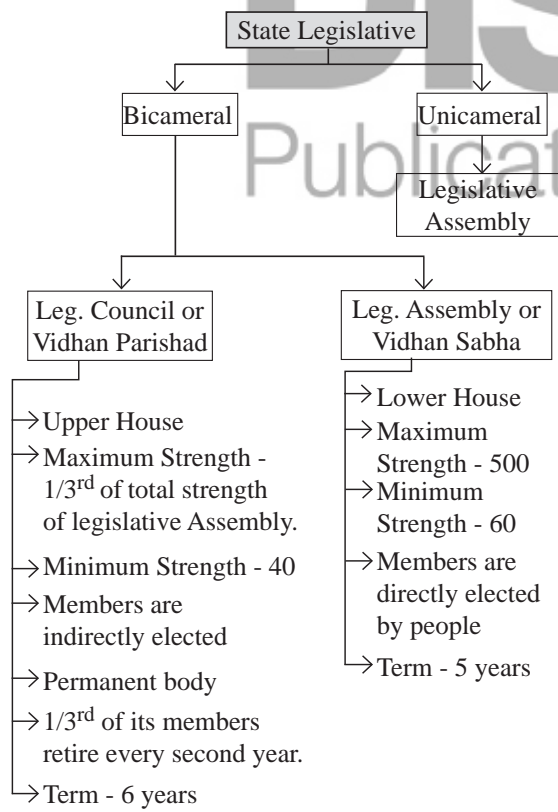 State Legislative
Bicameral
Unicameral
Legislative
Assembly
Leg. Council or
Vidhan Parishad
Upper House
Maximum Strength -
1/3rd of total strength
of legislative Assembly.
Minimum Strength - 40
Members are
indirectly elected
Permanent body
1/3rd of its members
retire every second year.
Term - 6 years
Leg. Assembly or
Vidhan Sabha
Lower House
Maximum
Strength - 500
Minimum
Strength - 60
Members are
directly elected
by people
Term - 5 years